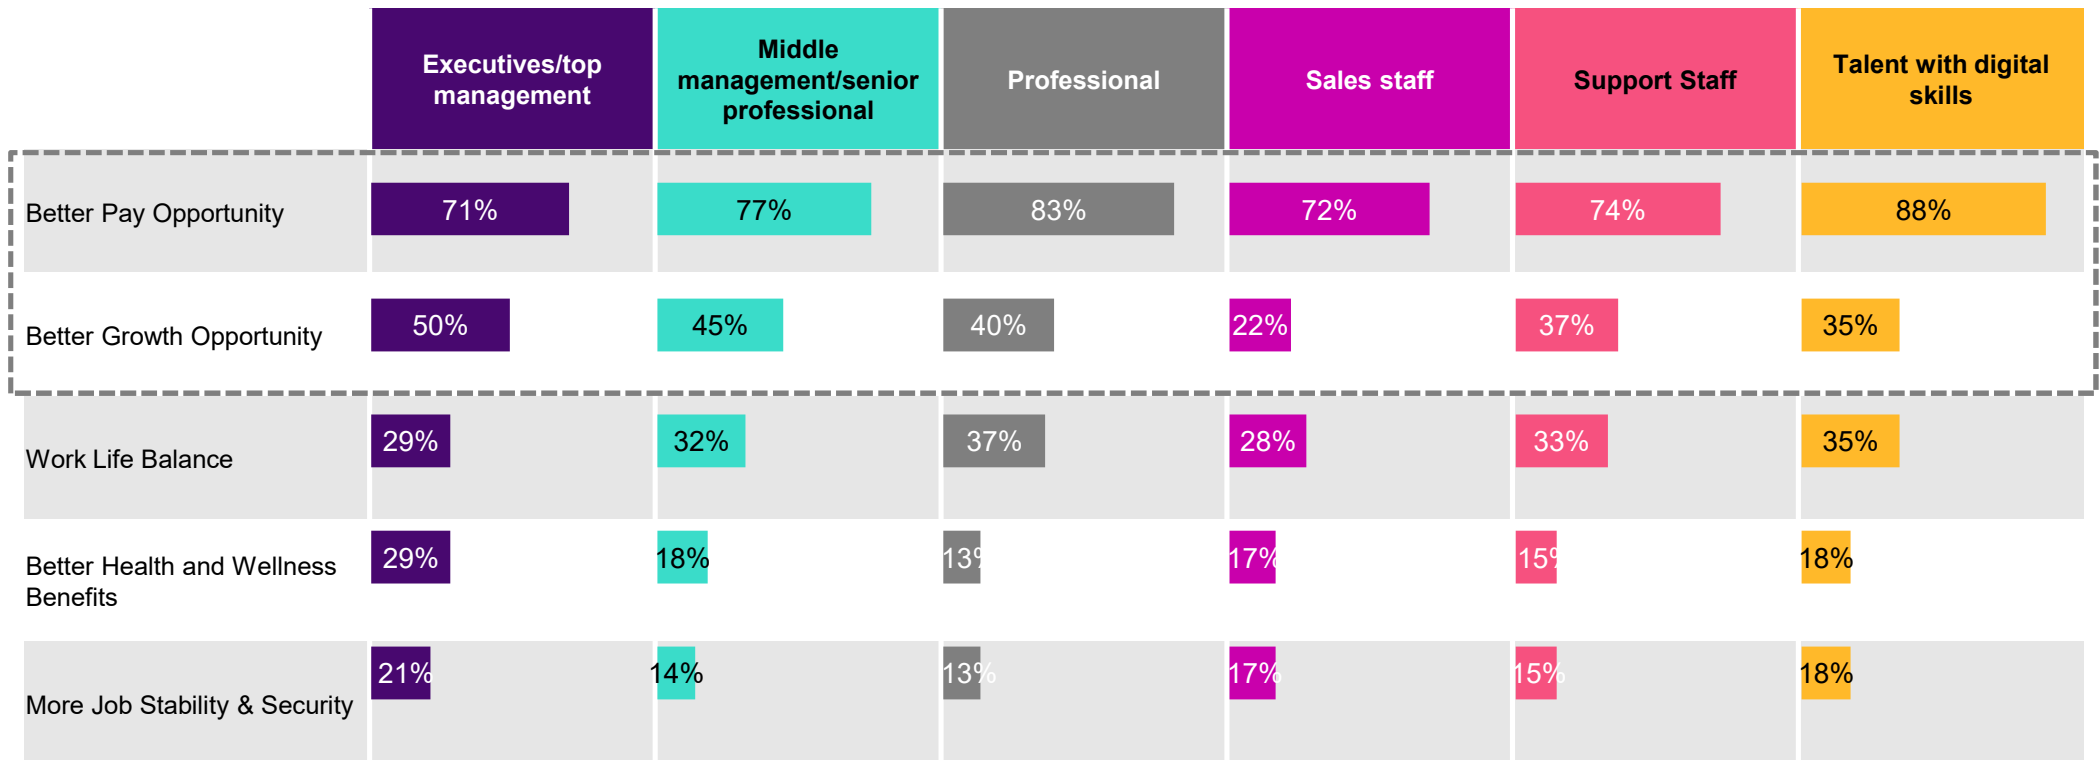 Executives/top
management
Middle
management/senior
professional
Professional
Sales staff
Support Staff
Talent with digital
skills
Better Pay Opportunity
71%
77%
83%
72%
74%
88%
Better Growth Opportunity
50%
45%
40%
22%
37%
35%
Work Life Balance
29%
32%
37%
28%
33%
35%
Better Health and Wellness
Benefits
29%
18%
13%
17%
15%
18%
More Job Stability & Security
21%
14%
13%
17%
15%
18%